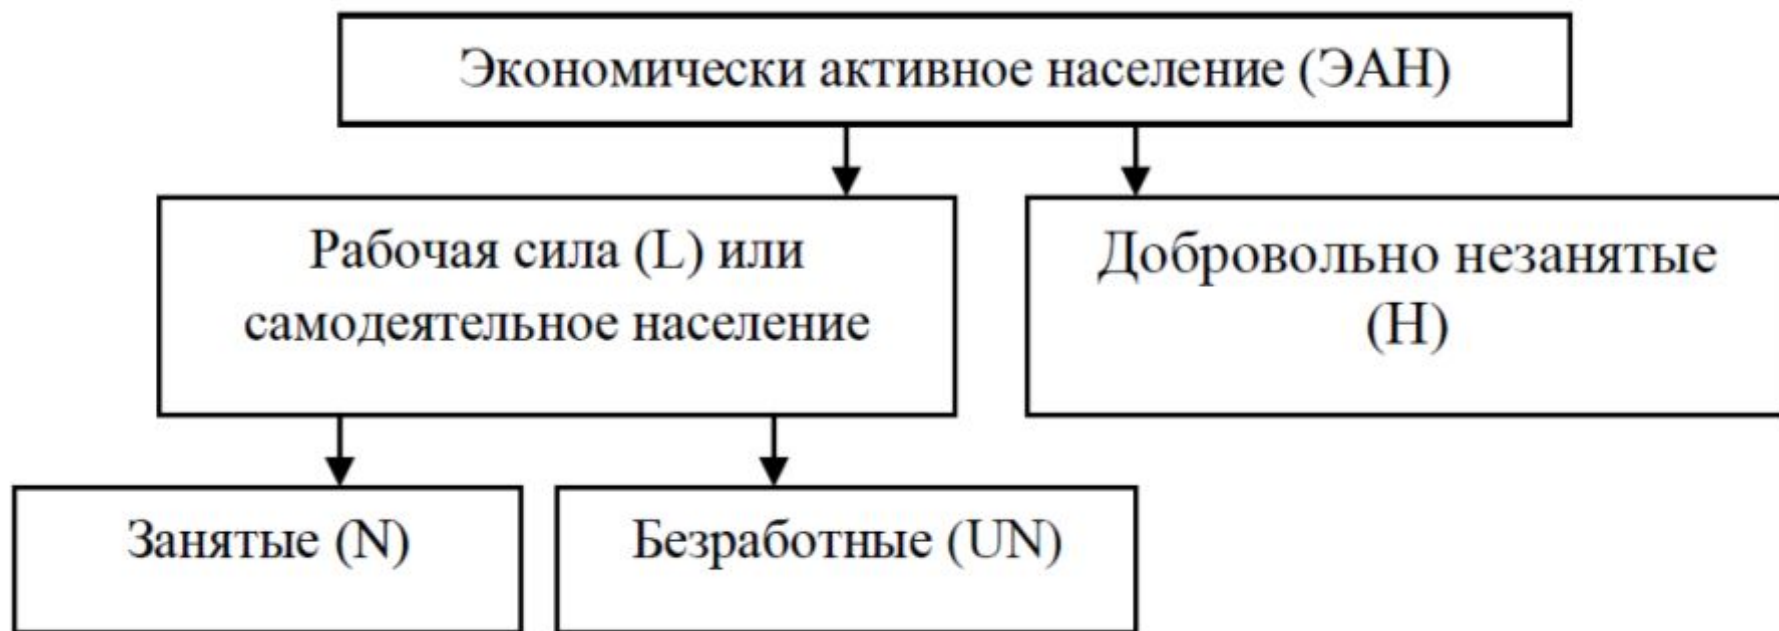 Экономически активное население (ЭАН)
Рабочая сила (L) или
самодеятельное население
Добровольно незанятые
(Н)
Занятые (N)
Безработные (UN)